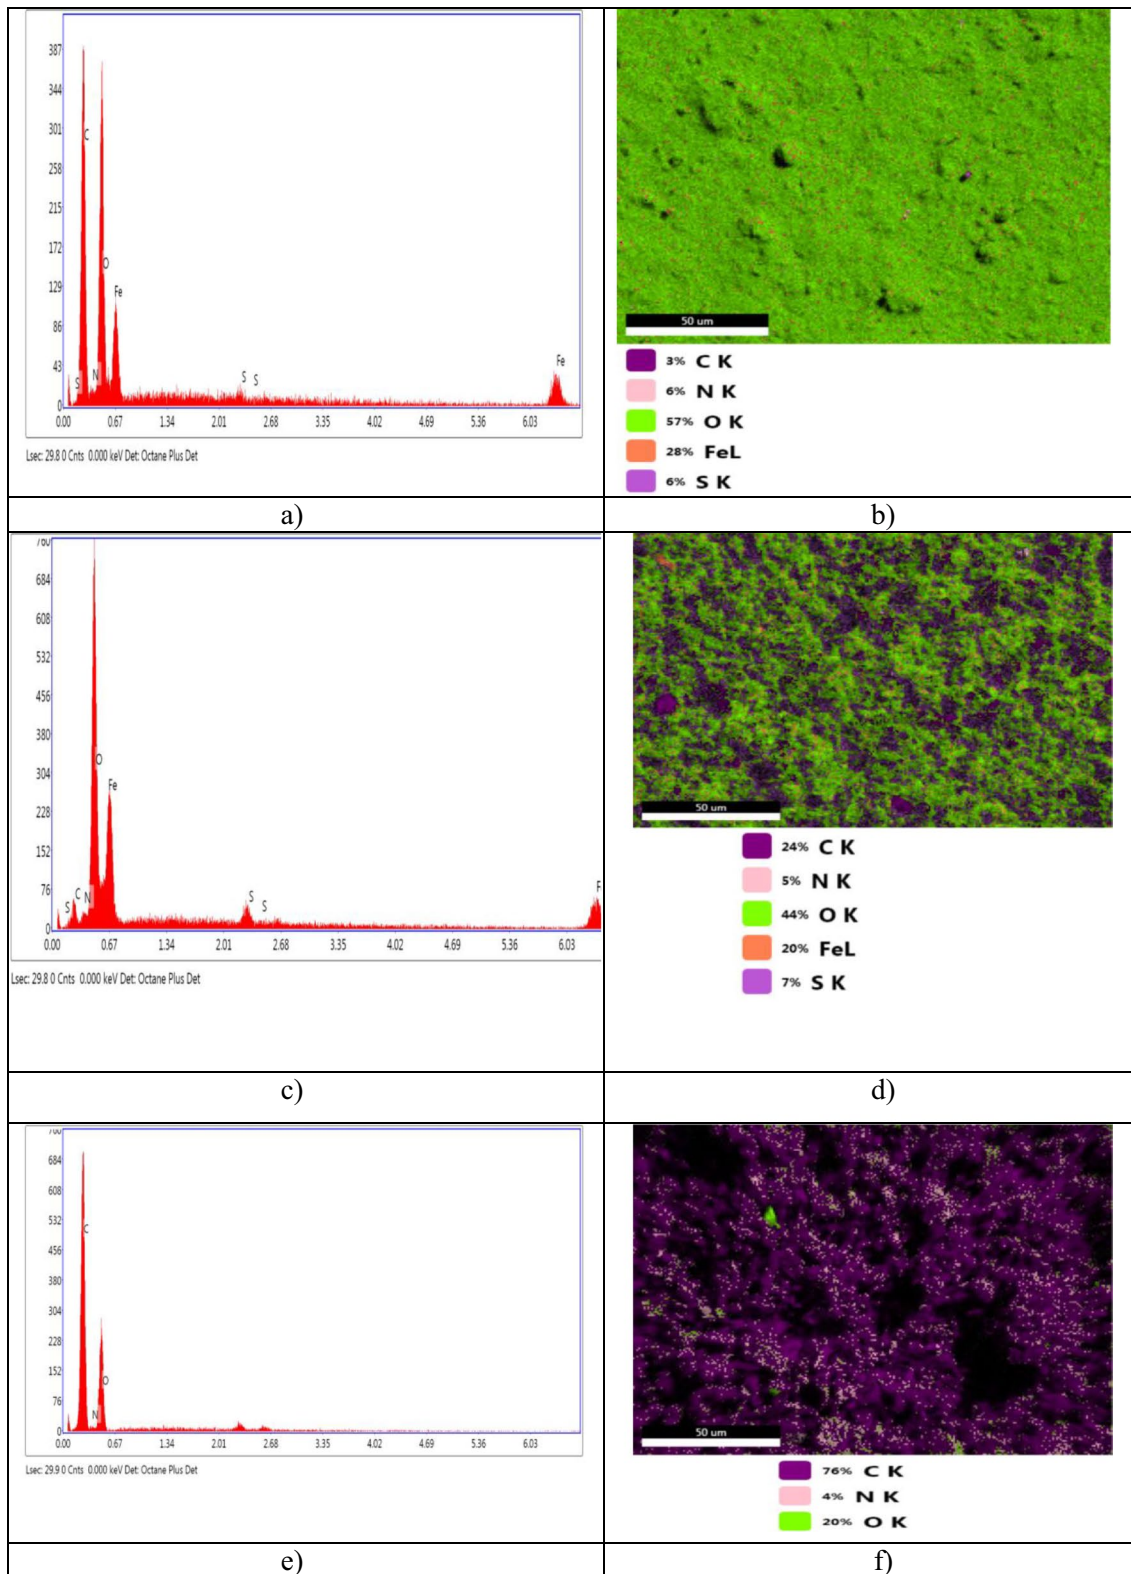 387
344
301
258
215
172
129
86
43
0
C
O
Fe
S
N
S
S
Fe
0.00 0.67 1.34 2.01 2.68 3.35 4.02 4.69 5.36 6.03
Lsec: 29.8 0 Cnts 0.000 keV Det: Octane Plus Det
50 um
3% C K
6% N K
57% O K
28% FeL
6% S K
a)
b)
760
684
608
532
456
380
304
228
152
76
0
O
Fe
S
C
N
S
S
F
0.00 0.67 1.34 2.01 2.68 3.35 4.02 4.69 5.36 6.03
Lsec: 29.8 0 Cnts 0.000 keV Det: Octane Plus Det
50 um
24% C K
5% N K
44% O K
20% FeL
7% S K
c)
d)
760
684
608
532
456
380
304
228
152
76
0
C
O
N
0.00 0.67 1.34 2.01 2.68 3.35 4.02 4.69 5.36 6.03
Lsec: 29.9 0 Cnts 0.000 keV Det: Octane Plus Det
50 um
76% C K
4% N K
20% O K
e)
f)